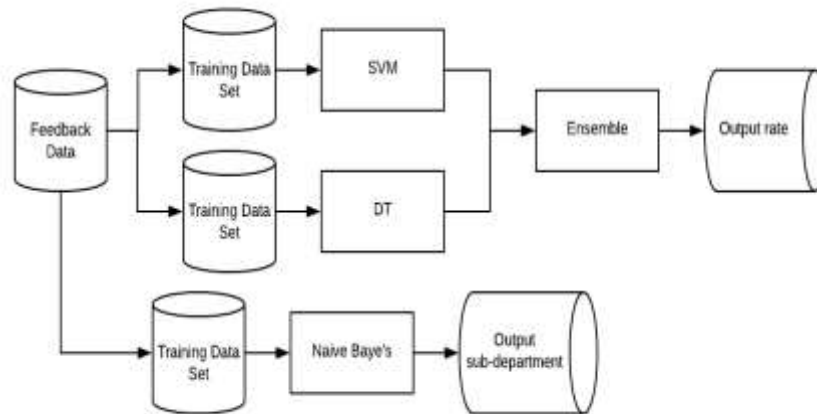 Training Data
Set
SVM
Feedback
Data
Ensemble
Output rate
Training Data
Set
DT
Training Data
Set
Naive Baye's
Output
sub-department